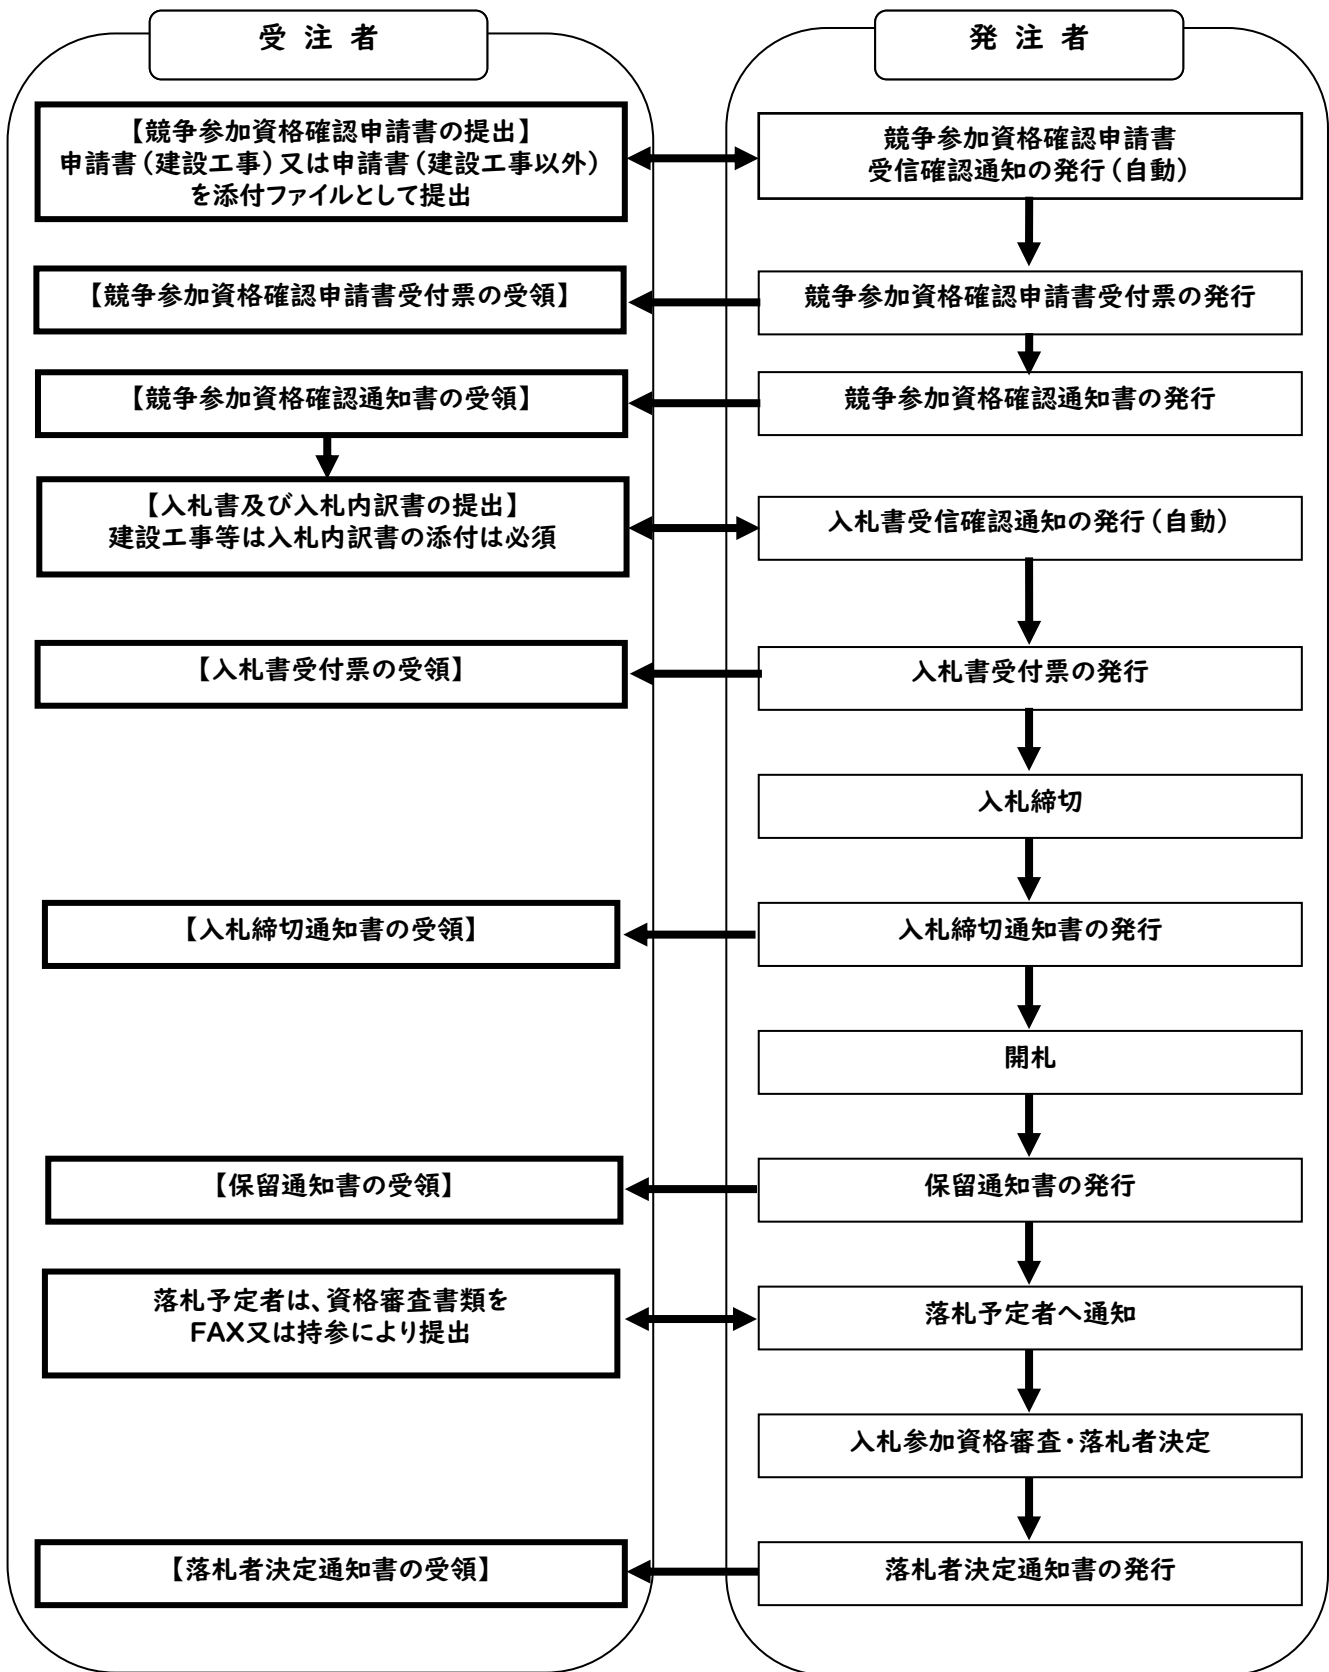 受 注 者
発 注 者
【競争参加資格確認申請書の提出】
申請書（建設工事）又は申請書（建設工事以外）
を添付ファイルとして提出
競争参加資格確認申請書
受信確認通知の発行（自動）
【競争参加資格確認申請書受付票の受領】
競争参加資格確認申請書受付票の発行
【競争参加資格確認通知書の受領】
競争参加資格確認通知書の発行
【入札書及び入札内訳書の提出】
建設工事等は入札内訳書の添付は必須
入札書受信確認通知の発行（自動）
【入札書受付票の受領】
入札書受付票の発行
入札締切
【入札締切通知書の受領】
入札締切通知書の発行
開札
【保留通知書の受領】
保留通知書の発行
落札予定者は、資格審査書類を
FAX又は持参により提出
落札予定者へ通知
入札参加資格審査・落札者決定
【落札者決定通知書の受領】
落札者決定通知書の発行